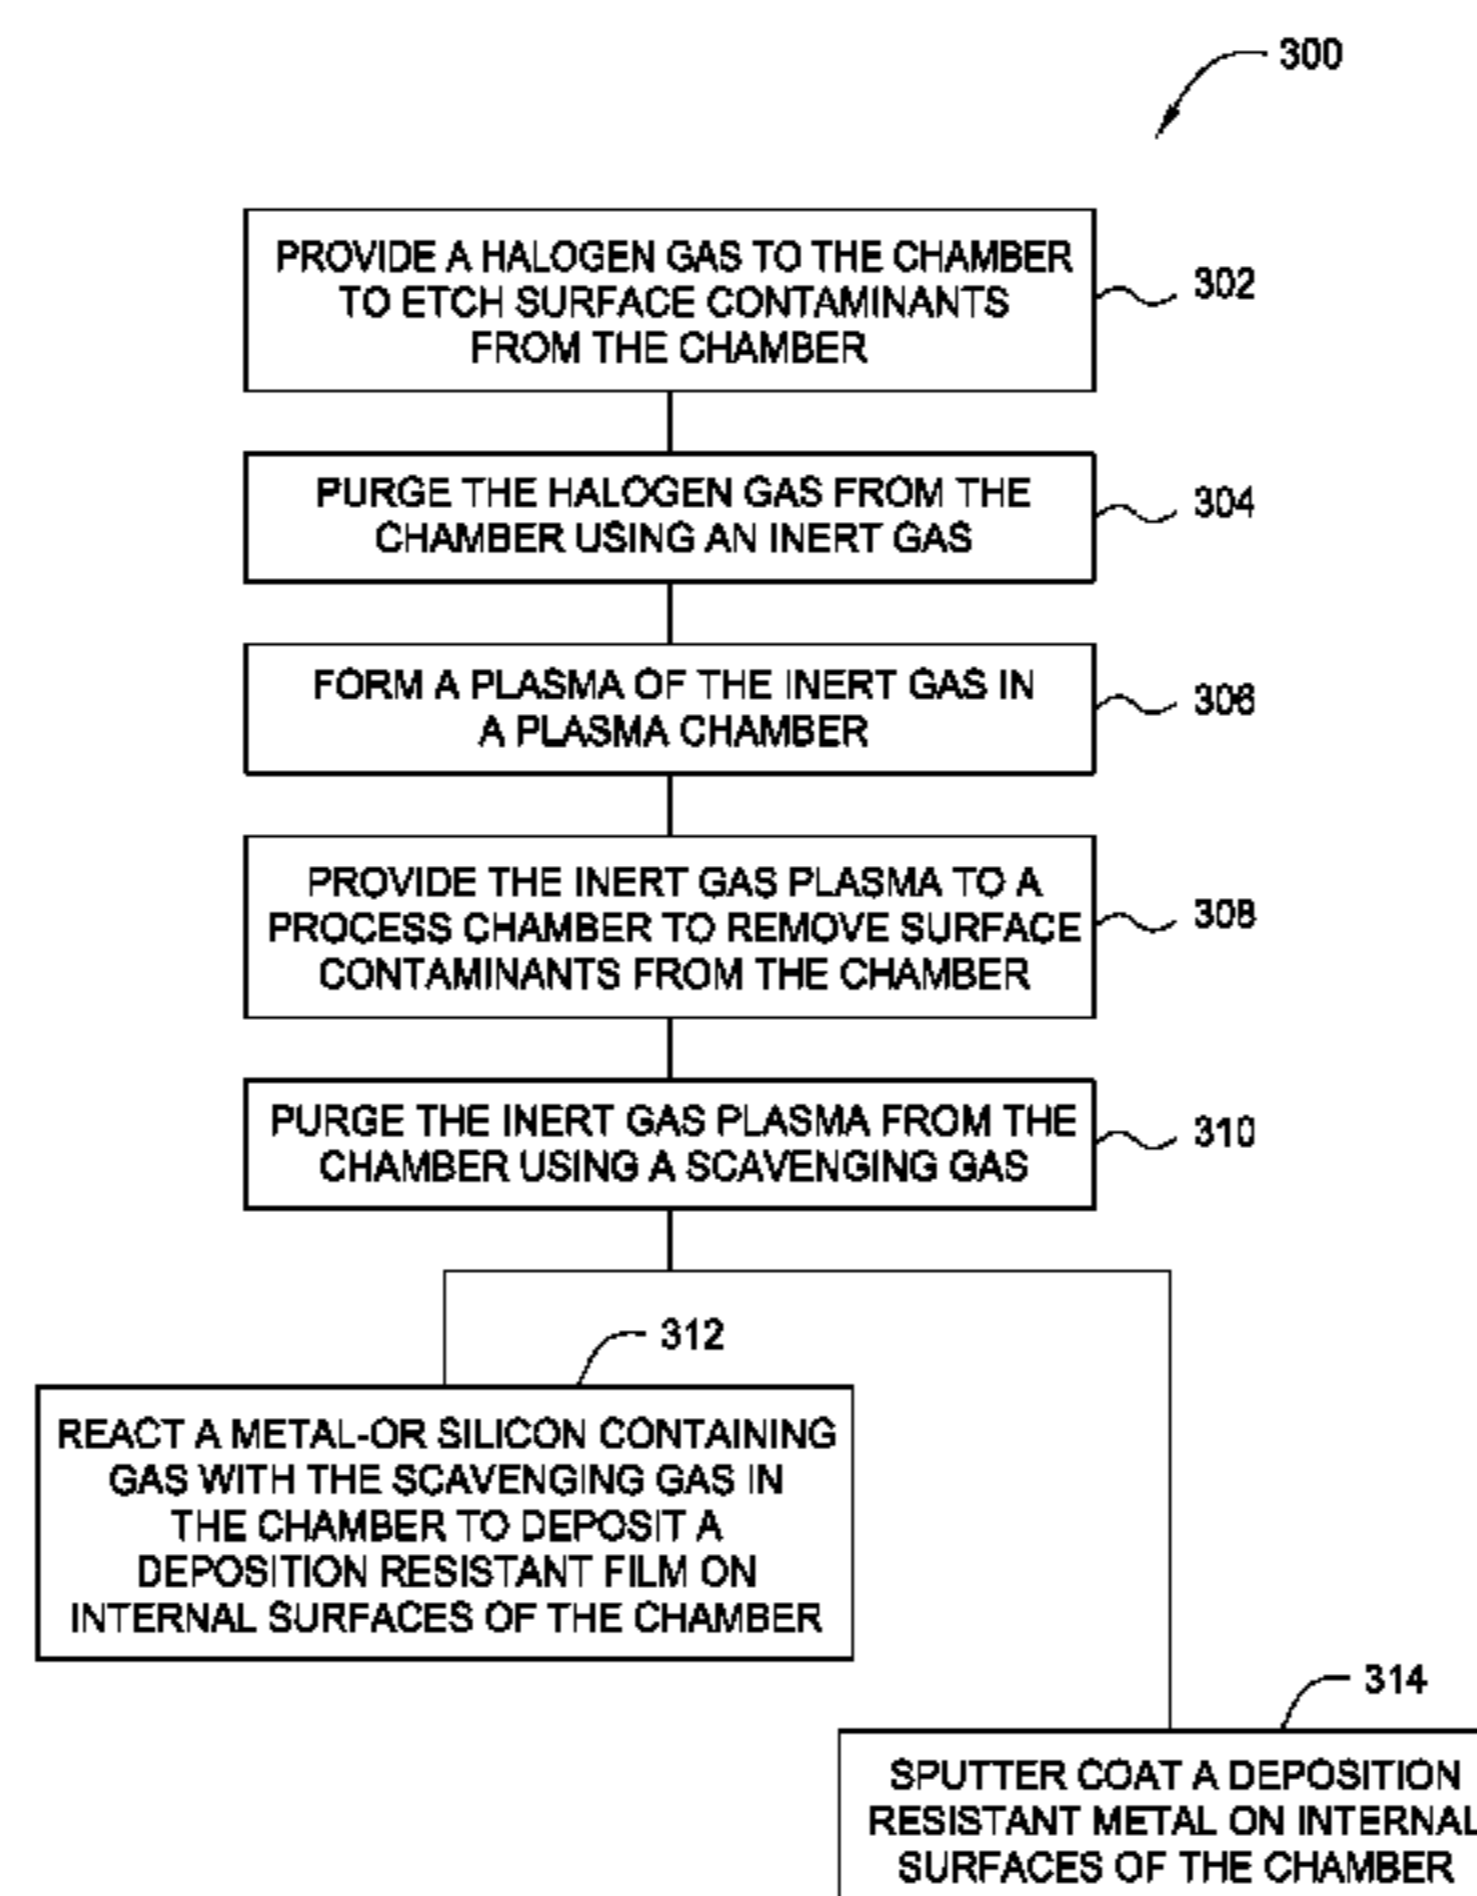 300
PROVIDE A HALOGEN GAS TO THE CHAMBER
TO ETCH SURFACE CONTAMINANTS
FROM THE CHAMBER
302
PURGE THE HALOGEN GAS FROM THE
CHAMBER USING AN INERT GAS
304
FORM A PLASMA OF THE INERT GAS IN
A PLASMA CHAMBER
306
PROVIDE THE INERT GAS PLASMA TO A
PROCESS CHAMBER TO REMOVE SURFACE
CONTAMINANTS FROM THE CHAMBER
308
PURGE THE INERT GAS PLASMA FROM THE
CHAMBER USING A SCAVENGING GAS
310
312
REACT A METAL-OR SILICON CONTAINING
GAS WITH THE SCAVENGING GAS IN
THE CHAMBER TO DEPOSIT A
DEPOSITION RESISTANT FILM ON
INTERNAL SURFACES OF THE CHAMBER
314
SPUTTER COAT A DEPOSITION
RESISTANT METAL ON INTERNAL
SURFACES OF THE CHAMBER